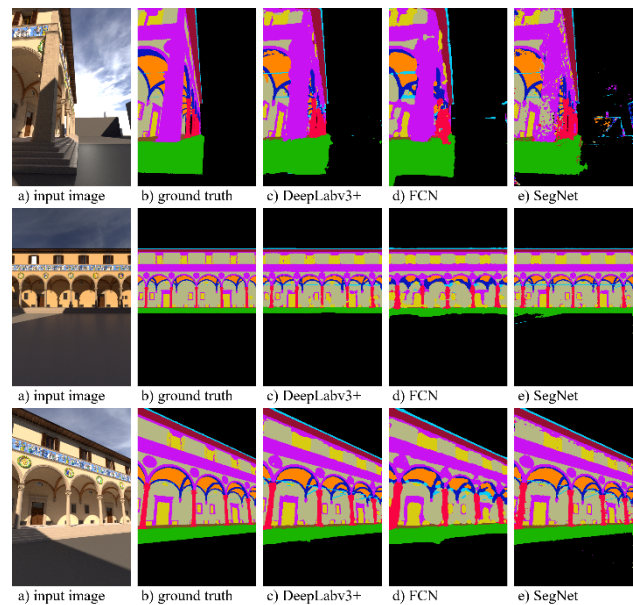 a) input image b) ground truth c) DeepLabv3+ d) FCN e) SegNet
a) input image b) ground truth c) DeepLabv3+ d) FCN e) SegNet
a) input image b) ground truth c) DeepLabv3+ d) FCN e) SegNet